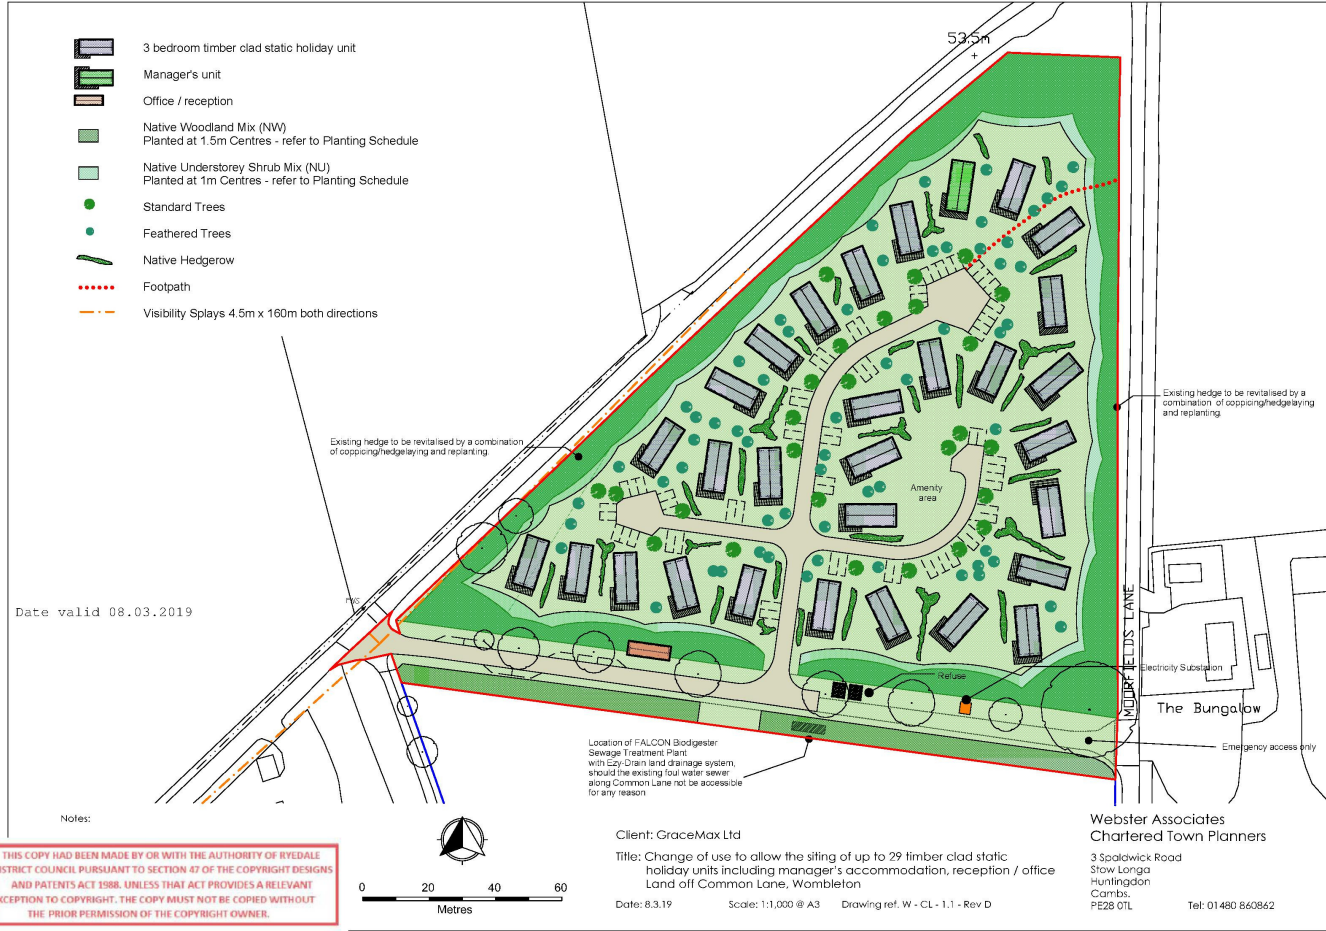 3 bedroom timber clad static holiday unit
Manager's unit
Office / reception
Native Woodland Mix (NW)
Planted at 1.5m Centres - refer to Planting Schedule
Native Understorey Shrub Mix (NU)
Planted at 1m Centres - refer to Planting Schedule
Standard Trees
Feathered Trees
Native Hedgerow
Footpath
Visibility Splays 4.5m x 160m both directions
53.5m
Existing hedge to be revitalised by a combination
of coppicing/hedgelaying and replanting.
Existing hedge to be revitalised by a
combination of coppicing/hedgelaying
and replanting.
Amenity
area
Date valid 08.03.2019
MOORFIELDS LANE
Electricity Substation
Refuse
The Bungalow
Emergency access only
Location of FALCON Biodigester
Sewage Treatment Plant
with Ezy-Drain land drainage system,
should the existing foul water sewer
along Common Lane not be accessible
for any reason
Notes:
THIS COPY HAD BEEN MADE BY OR WITH THE AUTHORITY OF RYEDALE
STRICT COUNCIL PURSUANT TO SECTION 47 OF THE COPYRIGHT DESIGNS
AND PATENTS ACT 1988. UNLESS THAT ACT PROVIDES A RELEVANT
CEPTION TO COPYRIGHT. THE COPY MUST NOT BE COPIED WITHOUT
THE PRIOR PERMISSION OF THE COPYRIGHT OWNER.
0 20 40 60
Metres
Client: GraceMax Ltd
Title: Change of use to allow the siting of up to 29 timber clad static
holiday units including manager's accommodation, reception / office
Land off Common Lane, Wombleton
Date: 8.3.19 Scale: 1:1,000 @ A3 Drawing ref. W - CL - 1.1 - Rev D
Webster Associates
Chartered Town Planners
3 Spaldwick Road
Stow Longa
Huntingdon
Cambs.
PE28 0TL Tel: 01480 860862